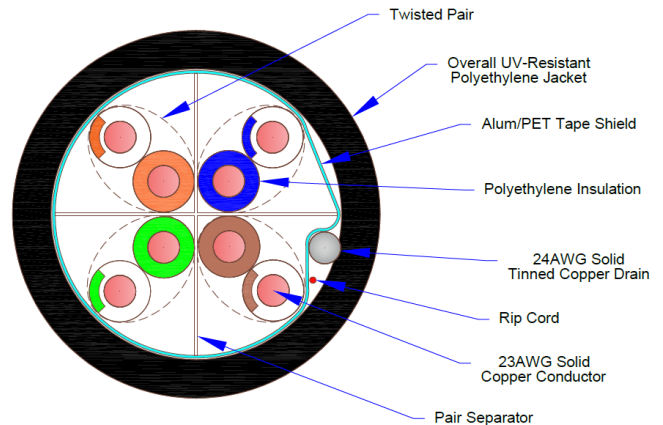 Twisted Pair
Overall UV-Resistant
Polyethylene Jacket
Alum/PET Tape Shield
Polyethylene Insulation
24AWG Solid
Tinned Copper Drain
Rip Cord
23AWG Solid
Copper Conductor
Pair Separator